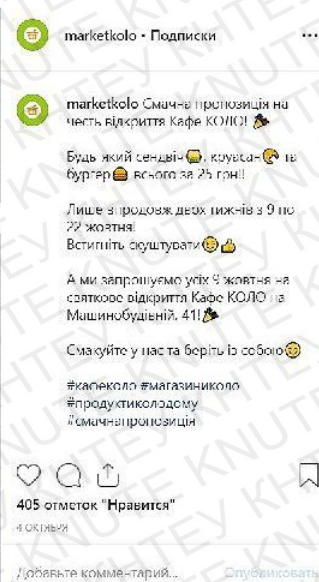 marketkolo • Подписки
marketkolo Смачна пропозиція на
честь відкриття Кафе КОЛО! 🎉
Будь який сендвіч🍔, круасан🥐 та
бургер🍔 всього за 25 грн!!
Лише впродовж двох тижнів з 9 по
22 жовтня!
Встигніть скуштувати😉👍
А ми запрошуємо усіх 9 жовтня на
святкове відкриття Кафе КОЛО на
Машинобудівній, 41!🎉
Смакуйте у нас та беріть із собою😉
#кафеколо #магазиниколо
#продуктиколодому
#смачнапропозиція
405 отметок "Нравится"
4 ОКТЯБРЯ
Добавьте комментарий...
Опубликовать